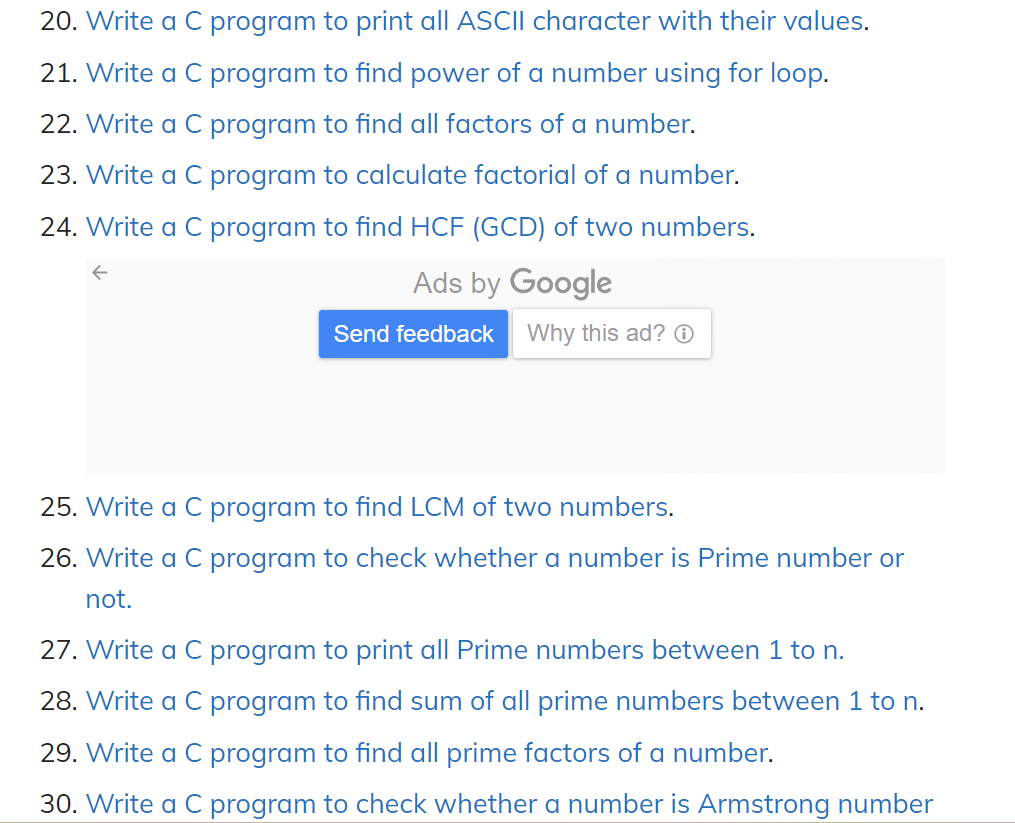 20. Write a C program to print all ASCII character with their values.
21. Write a C program to find power of a number using for loop.
22. Write a C program to find all factors of a number.
23. Write a C program to calculate factorial of a number.
24. Write a C program to find HCF (GCD) of two numbers.
Ads by Google
Send feedback Why this ad?
25. Write a C program to find LCM of two numbers.
26. Write a C program to check whether a number is Prime number or
not.
27. Write a C program to print all Prime numbers between 1 to n.
28. Write a C program to find sum of all prime numbers between 1 to n.
29. Write a C program to find all prime factors of a number.
30. Write a C program to check whether a number is Armstrong number